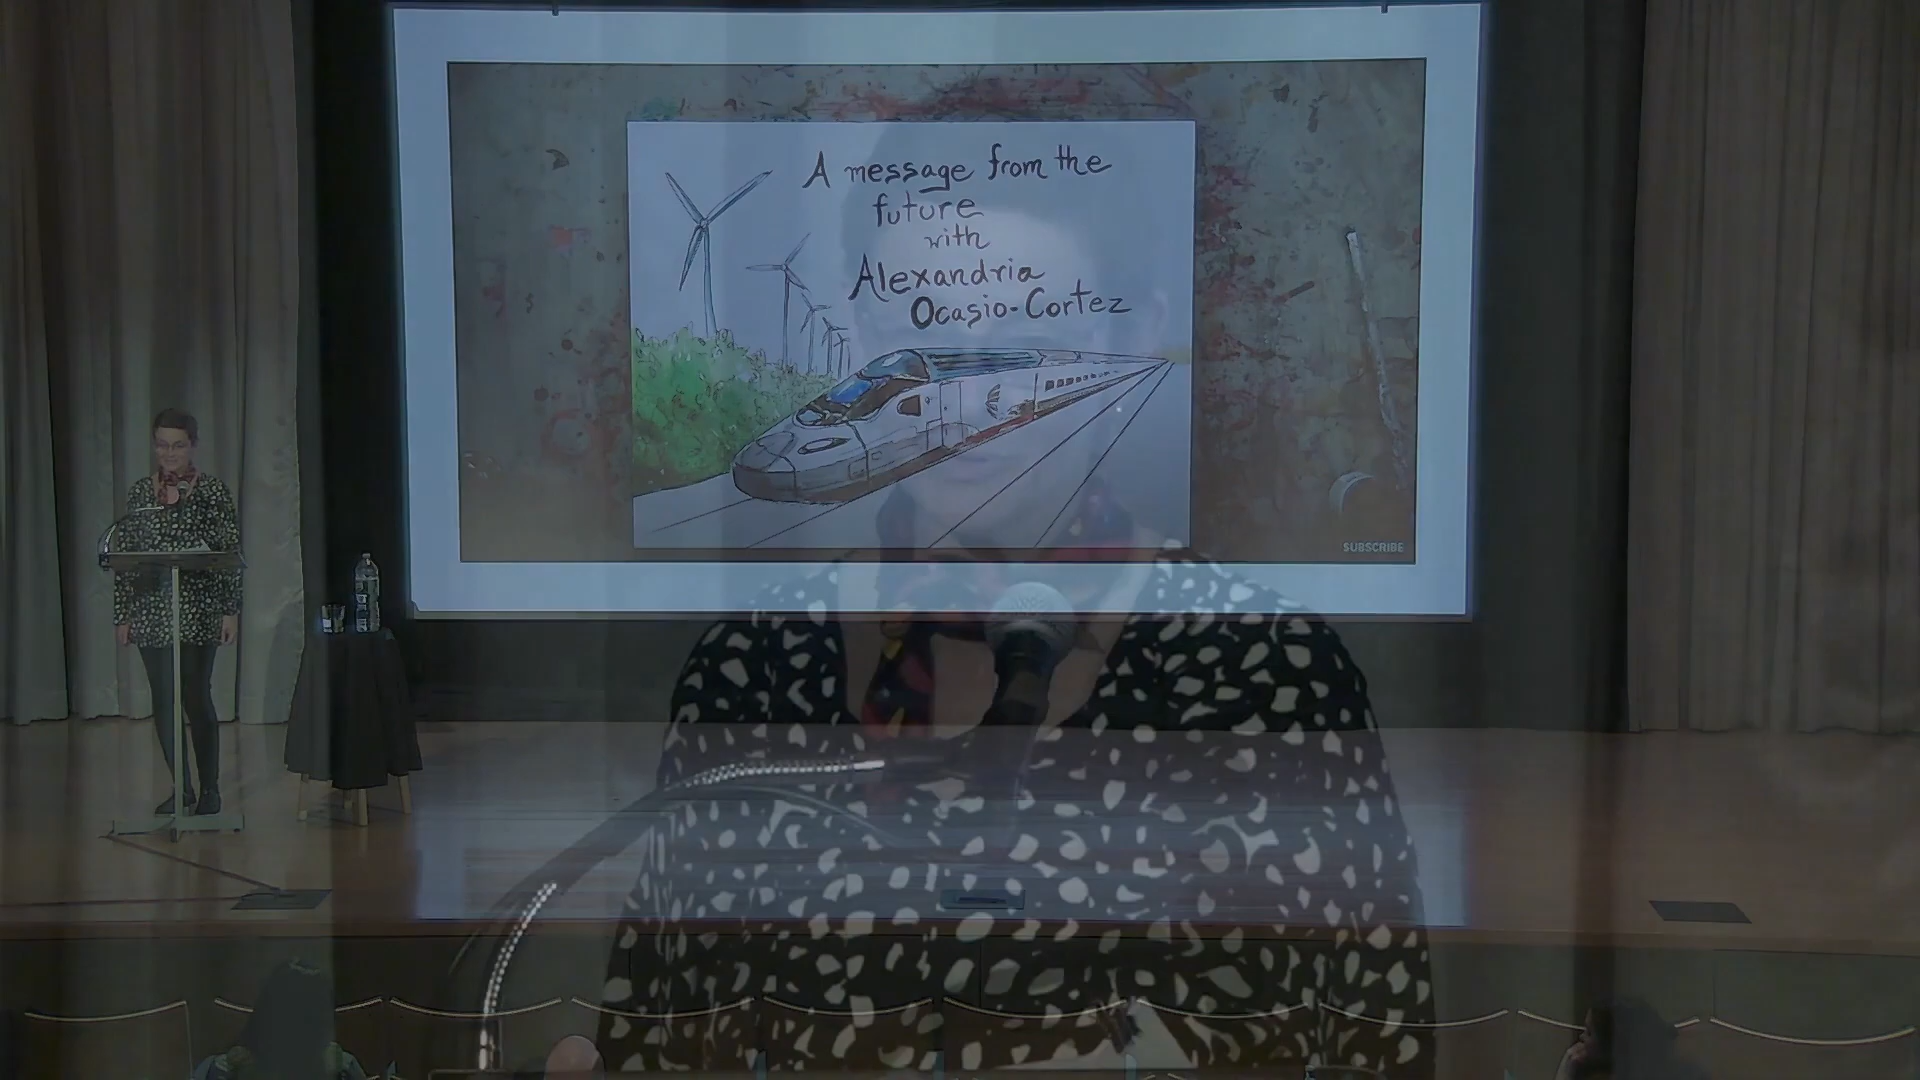 A message from the
future
with
Alexandria
Ocasio-Cortez
SUBSCRIBE